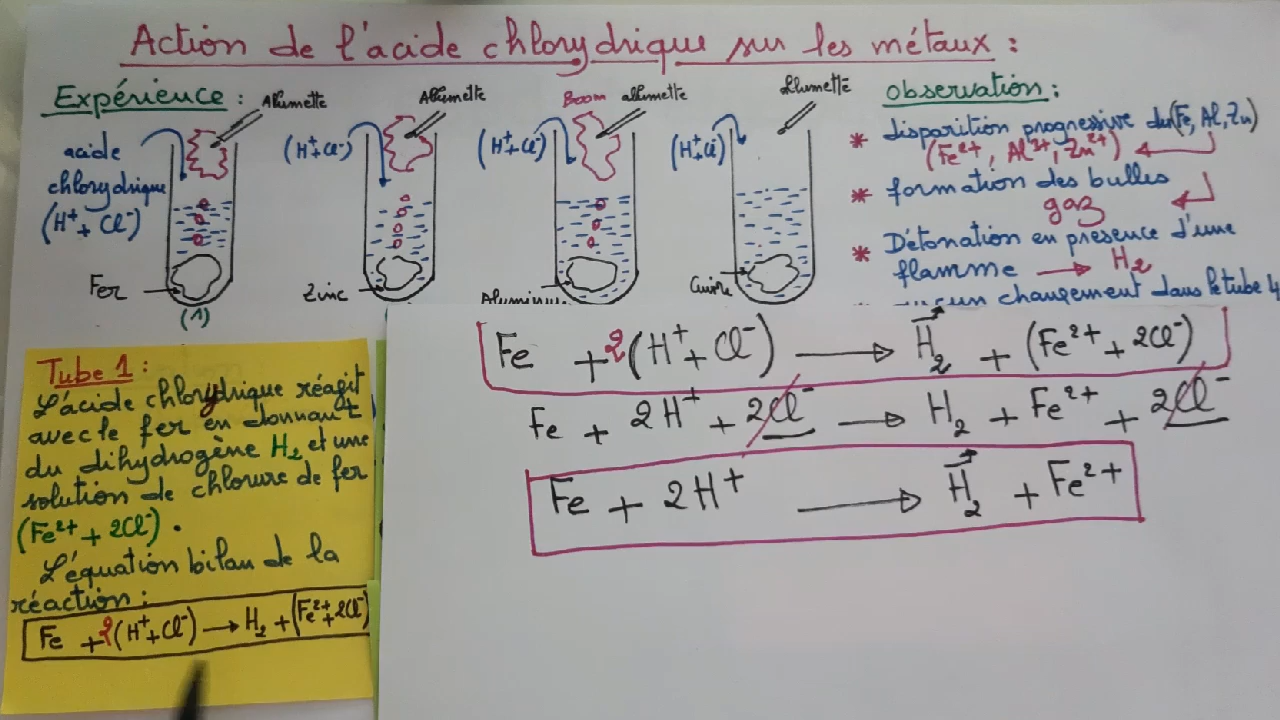 Action de l'acide chlorydrique sur les métaux :
Expérience :
Allumette
Allumette
Boom allumette
Allumette
acide
chlorydrique
(H⁺ + Cl⁻)
(H⁺+Cl⁻)
(H⁺+Cl⁻)
(H⁺+Cl⁻)
Fer
Zinc
Aluminium
Cuivre
(1)
Observation :
* disparition progressive du (Fe, Al, Zn)
(Fe²⁺, Al³⁺, Zn²⁺)
* formation des bulles
gaz
* Détonation en présence d'une
flamme → H₂
changement dans le tube 4
Tube 1 :
L'acide chlorydrique réagit
avec le fer en donnant
du dihydrogène H₂ et une
solution de chlorure de fer
(Fe²⁺ + 2Cl⁻).
L'équation bilan de la
réaction :
Fe + 2(H⁺+Cl⁻) → H₂ + (Fe²⁺+2Cl⁻)
Fe + 2(H⁺ + Cl⁻) → H₂ + (Fe²⁺ + 2Cl⁻)
Fe + 2H⁺ + 2Cl⁻ → H₂ + Fe²⁺ + 2Cl⁻
Fe + 2H⁺ → H₂ + Fe²⁺